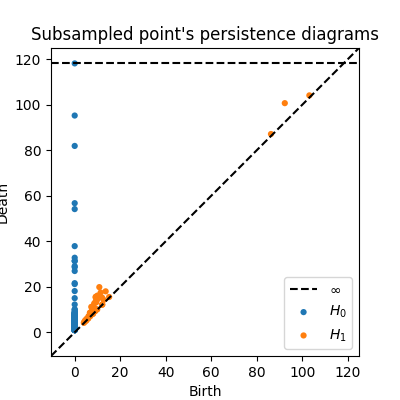 Subsampled point's persistence diagrams
120
100
80
60
40
20
0
Death
0 20 40 60 80 100 120
Birth
∞
H₀
H₁